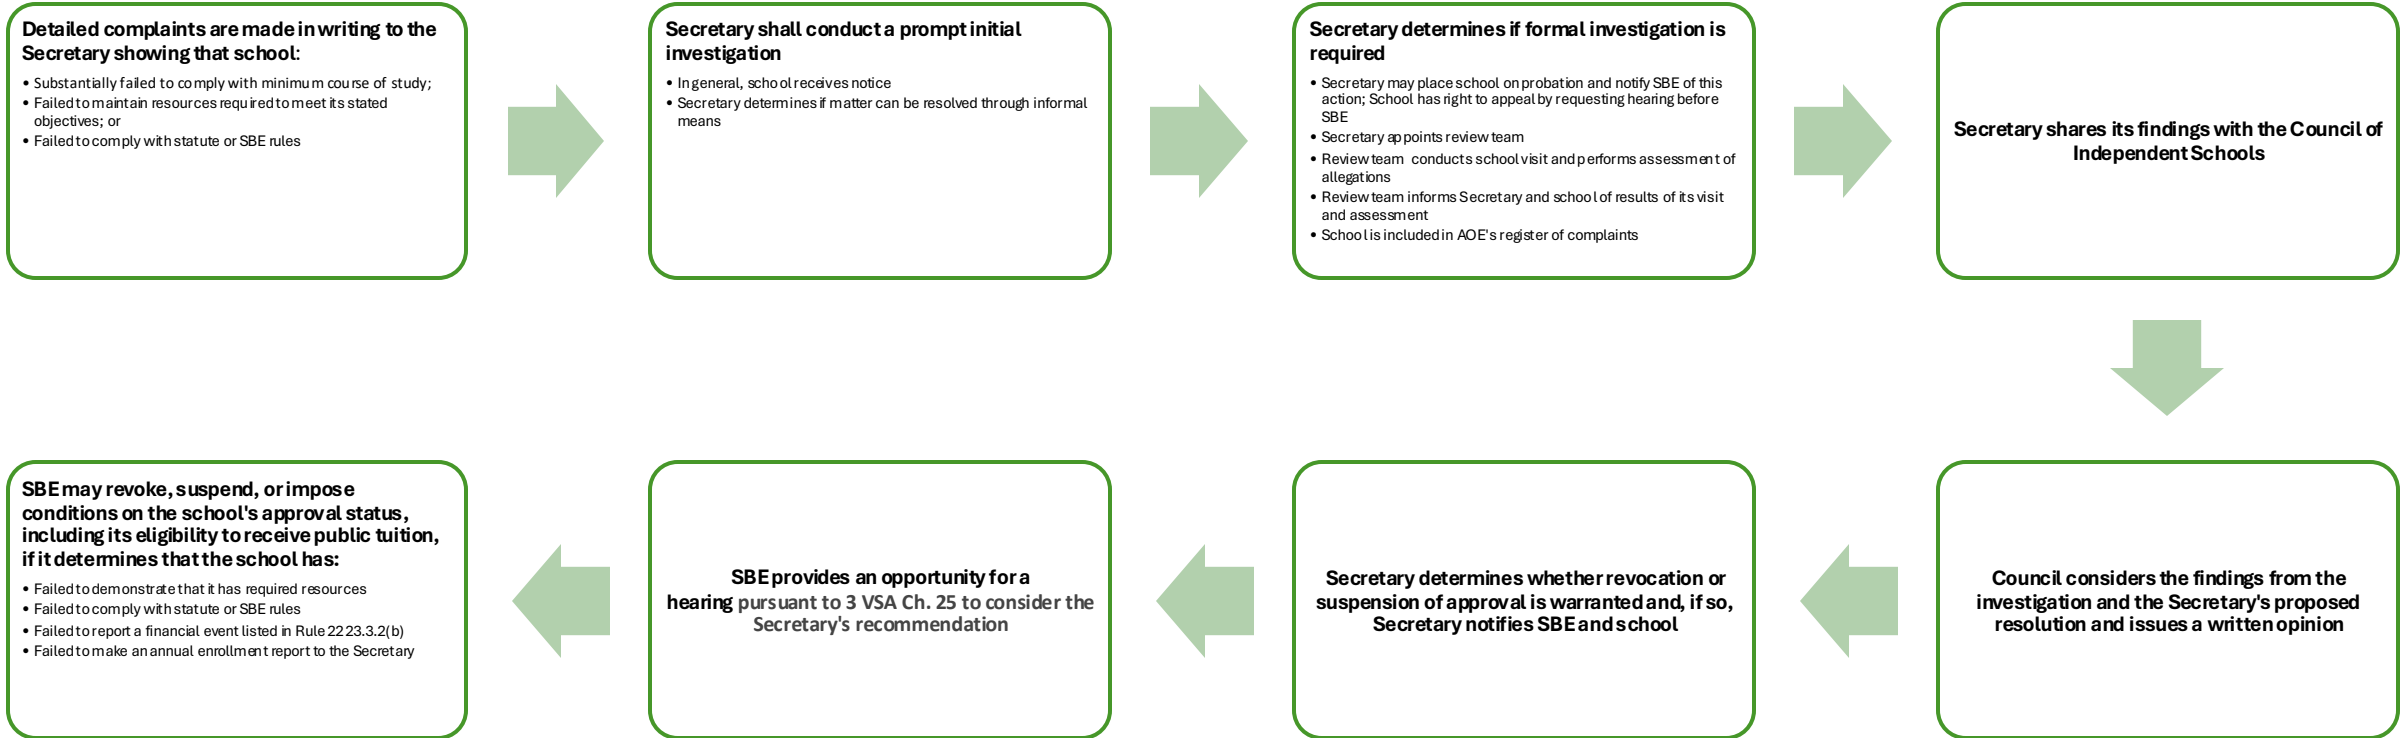 Detailed complaints are made in writing to the
Secretary showing that school:
• Substantially failed to comply with minimum course of study;
• Failed to maintain resources required to meet its stated
objectives; or
• Failed to comply with statute or SBE rules
Secretary shall conduct a prompt initial
investigation
• In general, school receives notice
• Secretary determines if matter can be resolved through informal
means
Secretary determines if formal investigation is
required
• Secretary may place school on probation and notify SBE of this
action; School has right to appeal by requesting hearing before
SBE
• Secretary appoints review team
• Review team conducts school visit and performs assessment of
allegations
• Review team informs Secretary and school of results of its visit
and assessment
• School is included in AOE's register of complaints
Secretary shares its findings with the Council of
Independent Schools
Council considers the findings from the
investigation and the Secretary's proposed
resolution and issues a written opinion
Secretary determines whether revocation or
suspension of approval is warranted and, if so,
Secretary notifies SBE and school
SBE provides an opportunity for a
hearing pursuant to 3 VSA Ch. 25 to consider the
Secretary's recommendation
SBE may revoke, suspend, or impose
conditions on the school's approval status,
including its eligibility to receive public tuition,
if it determines that the school has:
• Failed to demonstrate that it has required resources
• Failed to comply with statute or SBE rules
• Failed to report a financial event listed in Rule 2223.3.2(b)
• Failed to make an annual enrollment report to the Secretary